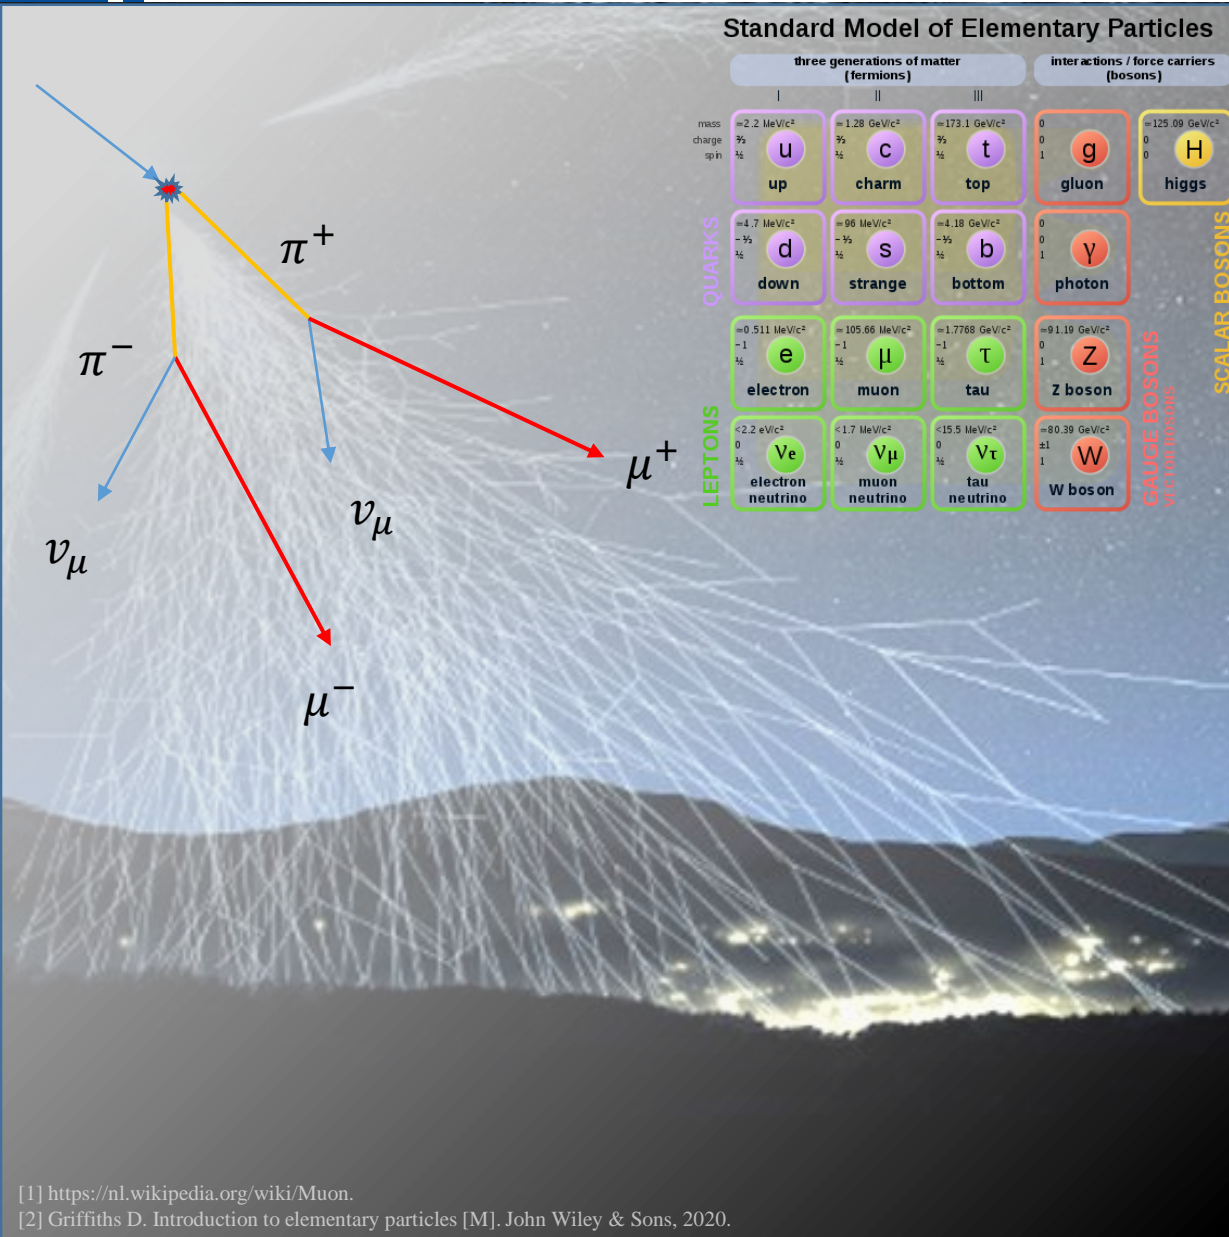 Standard Model of Elementary Particles
three generations of matter
(fermions)
interactions / force carriers
(bosons)
I II III
mass
charge
spin
≃2.2 MeV/c²
⅔
½
u
up
≃1.28 GeV/c²
⅔
½
c
charm
≃173.1 GeV/c²
⅔
½
t
top
0
0
1
g
gluon
≃125.09 GeV/c²
0
0
H
higgs
QUARKS
≃4.7 MeV/c²
-⅓
½
d
down
≃96 MeV/c²
-⅓
½
s
strange
≃4.18 GeV/c²
-⅓
½
b
bottom
0
0
1
γ
photon
SCALAR BOSONS
LEPTONS
≃0.511 MeV/c²
-1
½
e
electron
≃105.66 MeV/c²
-1
½
μ
muon
≃1.7768 GeV/c²
-1
½
τ
tau
≃91.19 GeV/c²
0
1
Z
Z boson
<2.2 eV/c²
0
½
νe
electron
neutrino
<1.7 MeV/c²
0
½
νμ
muon
neutrino
<15.5 MeV/c²
0
½
ντ
tau
neutrino
≃80.39 GeV/c²
±1
1
W
W boson
GAUGE BOSONS
VECTOR BOSONS
π⁺
π⁻
μ⁺
v_μ
v_μ
μ⁻
[1] https://nl.wikipedia.org/wiki/Muon.
[2] Griffiths D. Introduction to elementary particles [M]. John Wiley & Sons, 2020.